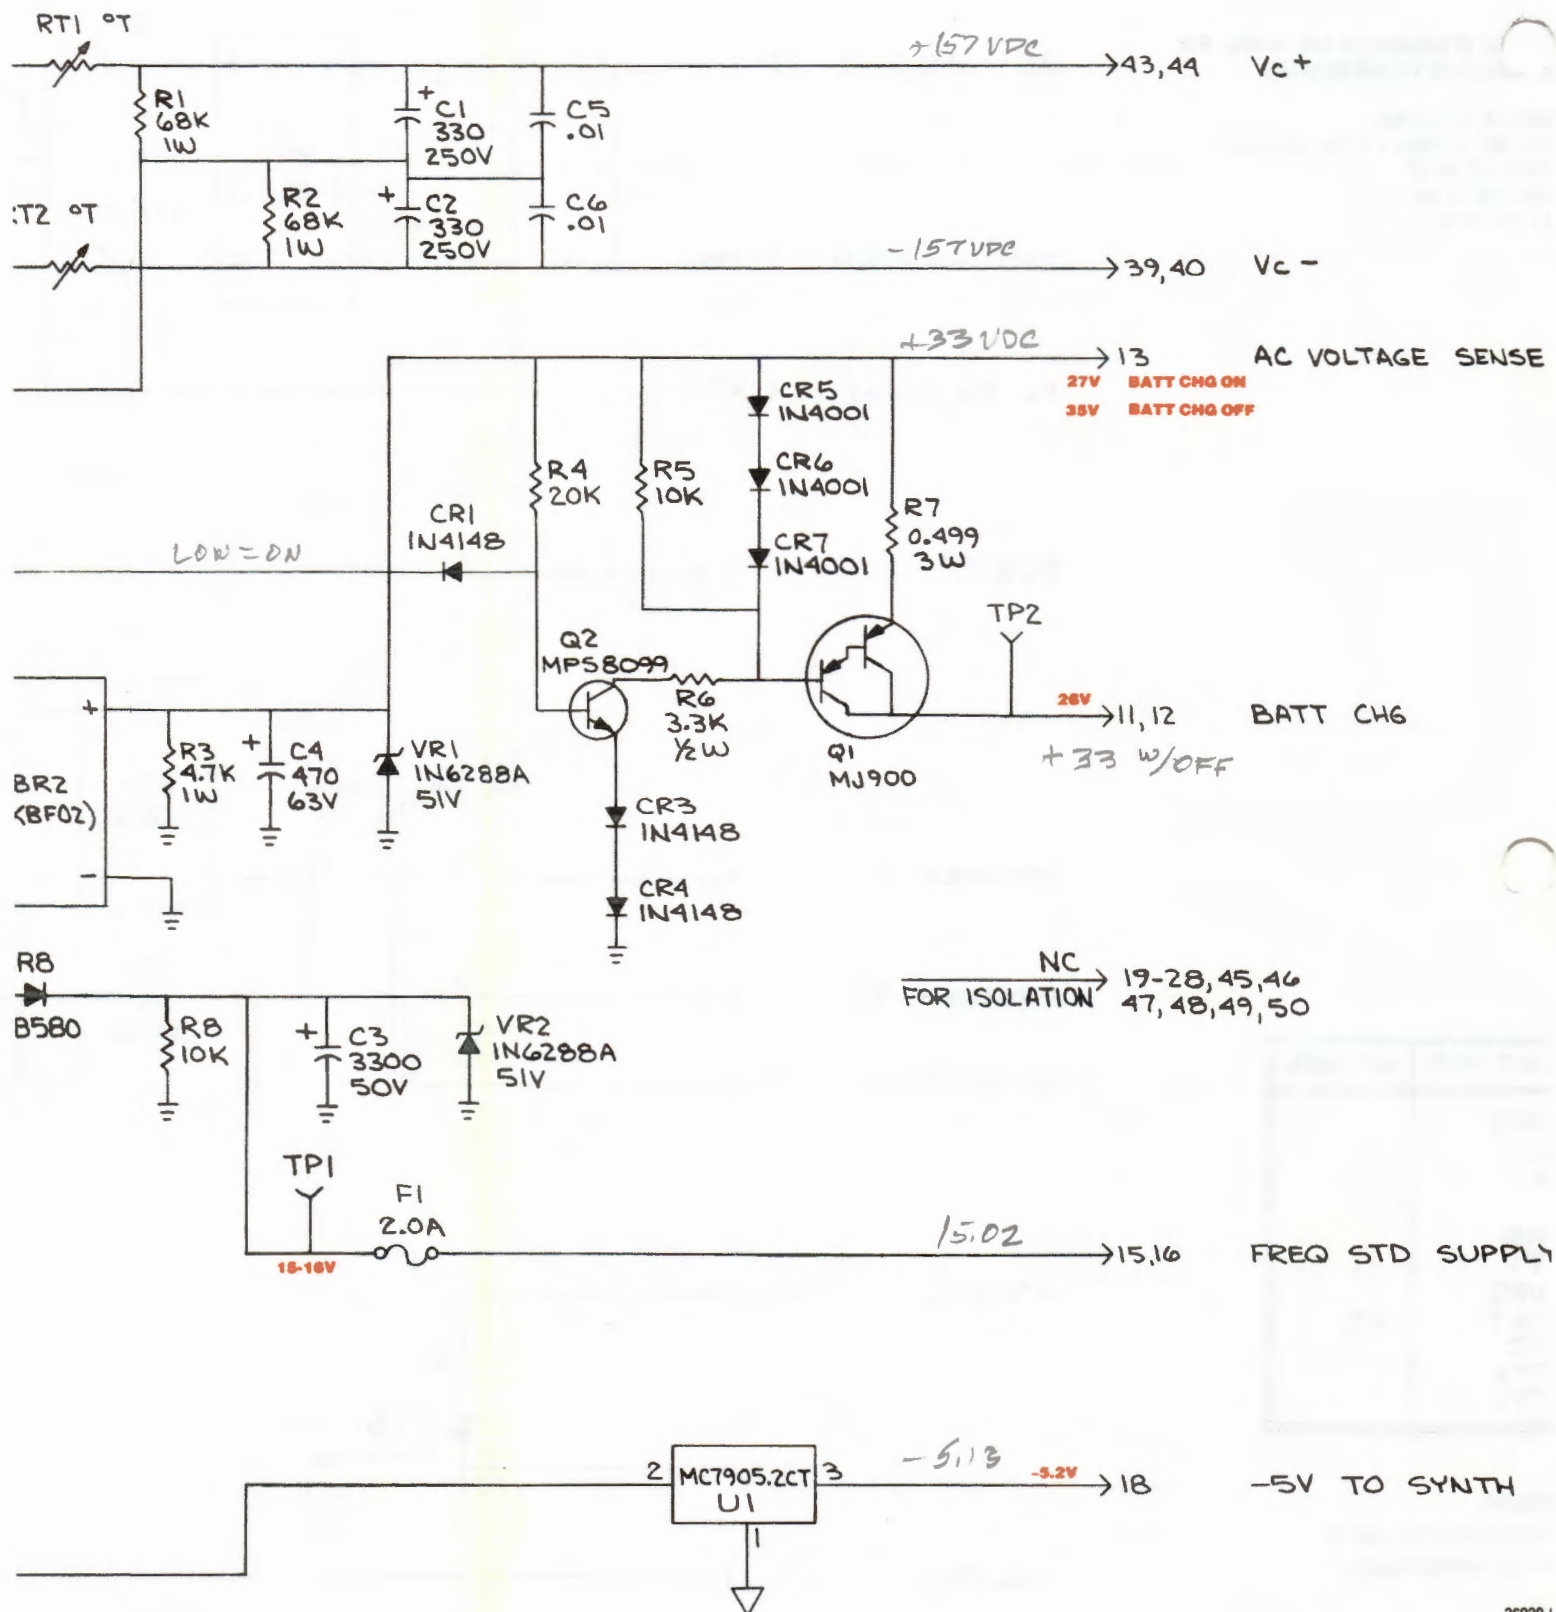 RT1 °T
+157 VDC
43,44 Vc+
R1
68K
1W
+ C1
330
250V
C5
.01
R2
68K
1W
+ C2
330
250V
C6
.01
T2 °T
-157 VDC
39,40 Vc -
+33 VDC
13 AC VOLTAGE SENSE
27V BATT CHG ON
35V BATT CHG OFF
CR5
1N4001
R4
20K
R5
10K
CR6
1N4001
CR1
1N4148
R7
0.499
3W
LOW = ON
CR7
1N4001
TP2
Q2
MPS8099
R6
3.3K
½W
26V
11,12 BATT CHG
+33 W/OFF
Q1
MJ900
+
R3
4.7K
1W
+ C4
470
63V
VR1
1N6288A
51V
BR2
(BF02)
-
CR3
1N4148
CR4
1N4148
NC
FOR ISOLATION
19-28,45,46
47,48,49,50
R8
B580
R8
10K
+ C3
3300
50V
VR2
1N6288A
51V
TP1
F1
2.0A
15.02
15-16V
15,16 FREQ STD SUPPLY
2 MC7905.2CT 3
U1
1
-5.13
-5.2V
18 -5V TO SYNTH